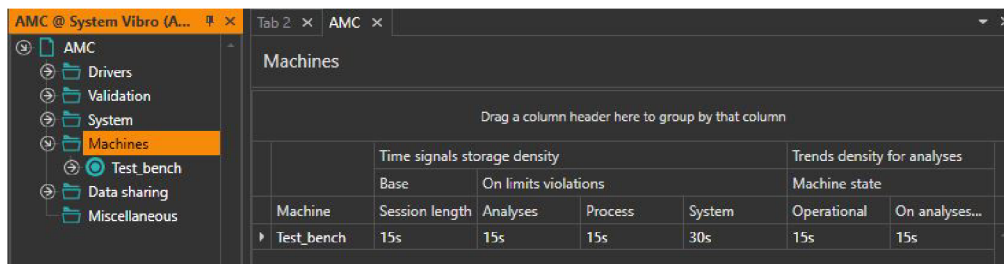 AMC @ System Vibro (A...
Tab 2
AMC
AMC
Drivers
Validation
System
Machines
Test_bench
Data sharing
Miscellaneous
Machines
Drag a column header here to group by that column
Time signals storage density Trends density for analyses
Base On limits violations Machine state
Machine Session length Analyses Process System Operational On analyses...
Test_bench 15s 15s 15s 30s 15s 15s